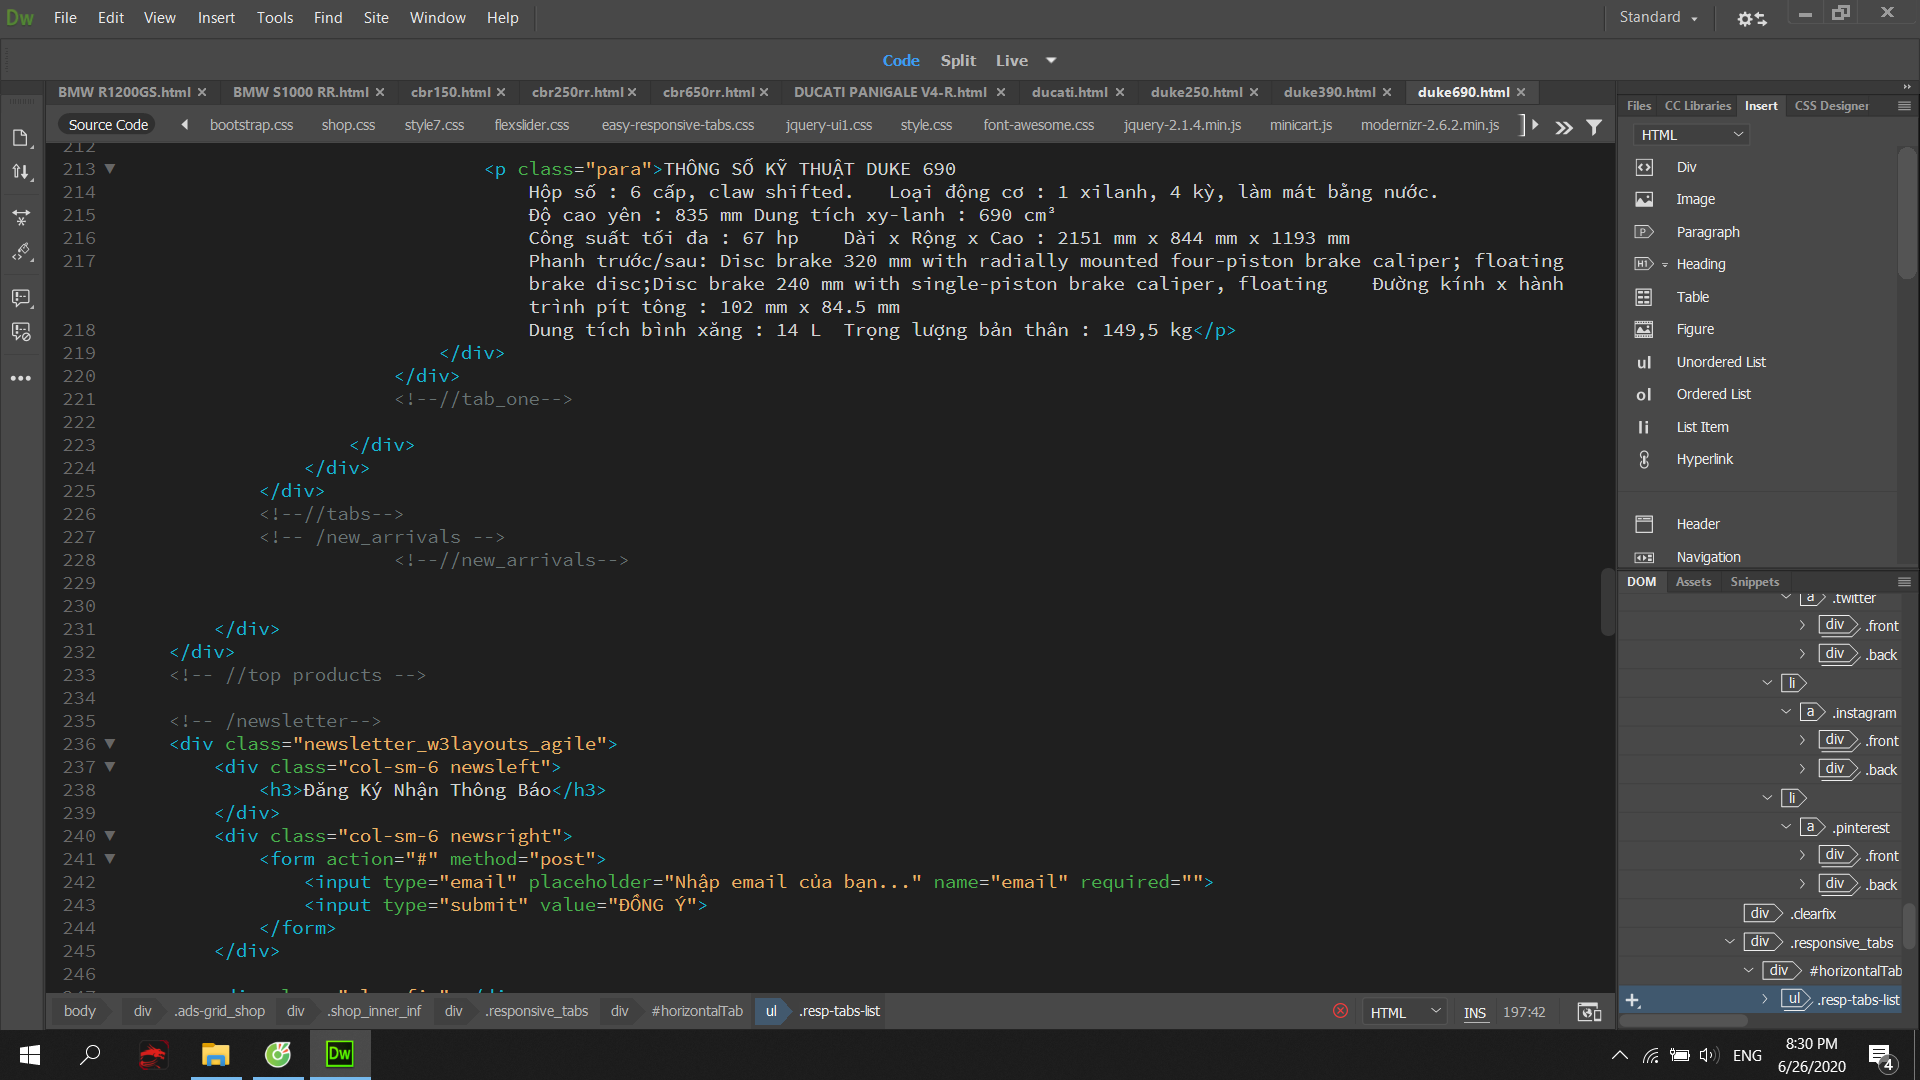 Dw File Edit View Insert Tools Find Site Window Help Standard
Code Split Live
BMW R1200GS.html BMW S1000 RR.html cbr150.html cbr250rr.html cbr650rr.html DUCATI PANIGALE V4-R.html ducati.html duke250.html duke390.html duke690.html
Source Code bootstrap.css shop.css style7.css flexslider.css easy-responsive-tabs.css jquery-ui1.css style.css font-awesome.css jquery-2.1.4.min.js minicart.js modernizr-2.6.2.min.js
212
213 <p class="para">THÔNG SỐ KỸ THUẬT DUKE 690
214 Hộp số : 6 cấp, claw shifted. Loại động cơ : 1 xilanh, 4 kỳ, làm mát bằng nước.
215 Độ cao yên : 835 mm Dung tích xy-lanh : 690 cm³
216 Công suất tối đa : 67 hp Dài x Rộng x Cao : 2151 mm x 844 mm x 1193 mm
217 Phanh trước/sau: Disc brake 320 mm with radially mounted four-piston brake caliper; floating
brake disc;Disc brake 240 mm with single-piston brake caliper, floating Đường kính x hành
trình pít tông : 102 mm x 84.5 mm
218 Dung tích bình xăng : 14 L Trọng lượng bản thân : 149,5 kg</p>
219 </div>
220 </div>
221 <!--//tab_one-->
222
223 </div>
224 </div>
225 </div>
226 <!--//tabs-->
227 <!-- /new_arrivals -->
228 <!--//new_arrivals-->
229
230
231 </div>
232 </div>
233 <!-- //top products -->
234
235 <!-- /newsletter-->
236 <div class="newsletter_w3layouts_agile">
237 <div class="col-sm-6 newsleft">
238 <h3>Đăng Ký Nhận Thông Báo</h3>
239 </div>
240 <div class="col-sm-6 newsright">
241 <form action="#" method="post">
242 <input type="email" placeholder="Nhập email của bạn..." name="email" required="">
243 <input type="submit" value="ĐỒNG Ý">
244 </form>
245 </div>
246
body div .ads-grid_shop div .shop_inner_inf div .responsive_tabs div #horizontalTab ul .resp-tabs-list HTML INS 197:42
Files CC Libraries Insert CSS Designer
HTML
Div
Image
P Paragraph
H1 Heading
Table
Figure
ul Unordered List
ol Ordered List
li List Item
Hyperlink
Header
Navigation
DOM Assets Snippets
a .twitter
div .front
div .back
li
a .instagram
div .front
div .back
li
a .pinterest
div .front
div .back
div .clearfix
div .responsive_tabs
div #horizontalTab
ul .resp-tabs-list
Dw
ENG
8:30 PM
6/26/2020
4